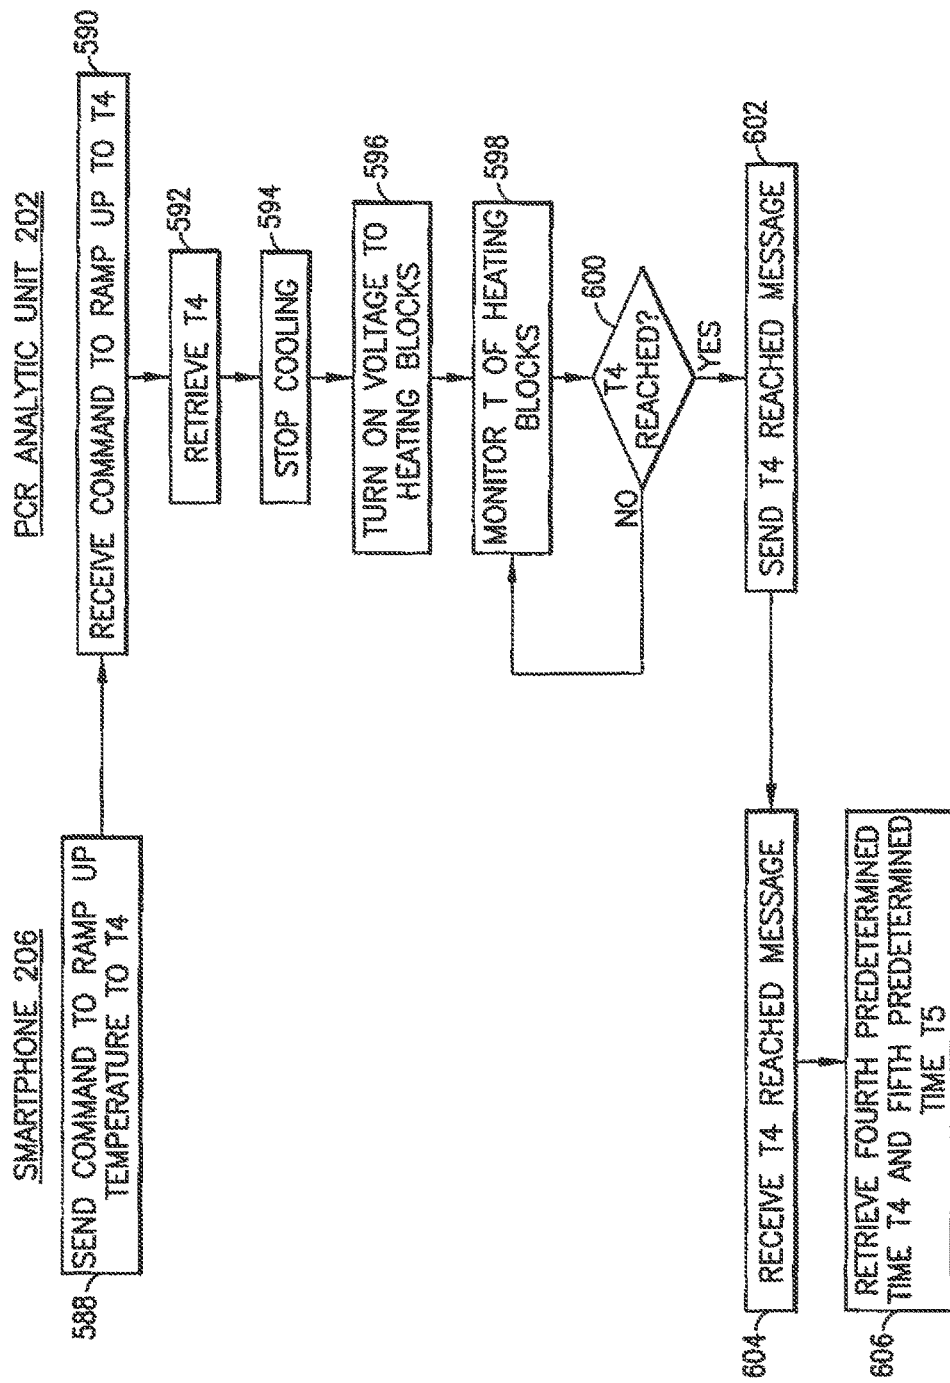 SMARTPHONE 206
PCR ANALYTIC UNIT 202
588
SEND COMMAND TO RAMP UP
TEMPERATURE TO T4
RECEIVE COMMAND TO RAMP UP TO T4
590
RETRIEVE T4
592
STOP COOLING
594
TURN ON VOLTAGE TO
HEATING BLOCKS
596
MONITOR T OF HEATING
BLOCKS
598
T4
REACHED?
600
NO
YES
SEND T4 REACHED MESSAGE
602
604
RECEIVE T4 REACHED MESSAGE
606
RETRIEVE FOURTH PREDETERMINED
TIME T4 AND FIFTH PREDETERMINED
TIME T5